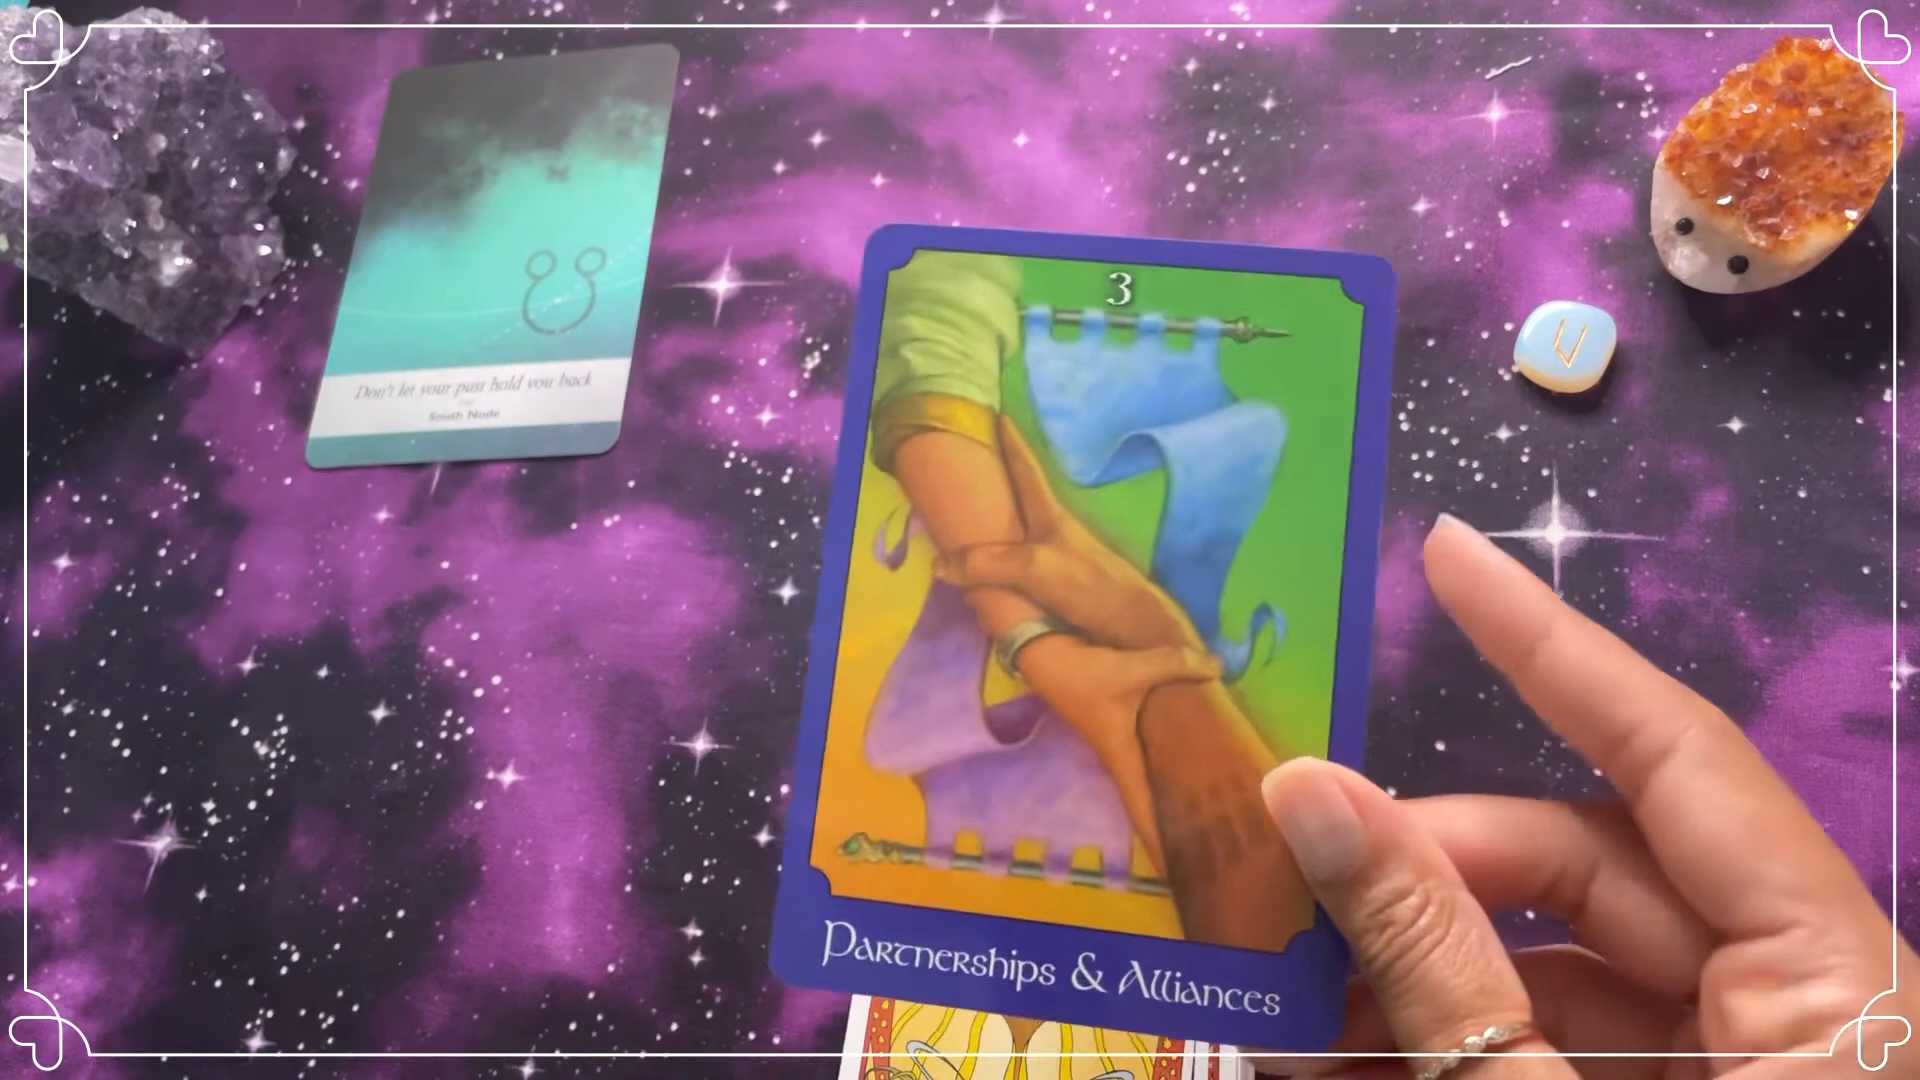 Don't let your past hold you back
South Node
3
Partnerships & Alliances